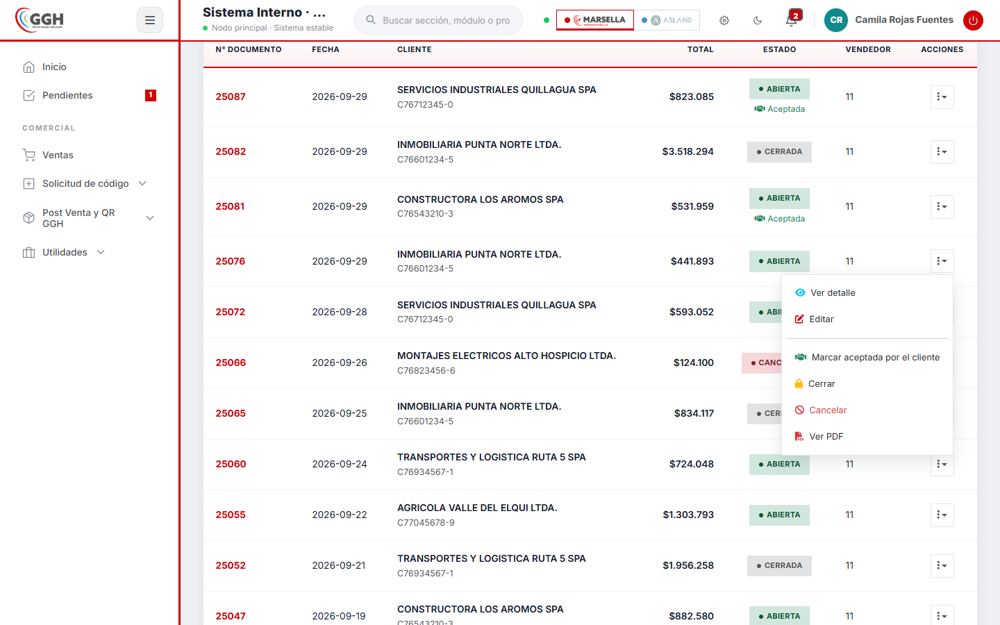 GGH
Sistema Interno · ...
Nodo principal · Sistema estable
Buscar sección, módulo o pro
MARSELLA
ASLAND
2
CR
Camila Rojas Fuentes
Inicio
Pendientes
1
COMERCIAL
Ventas
Solicitud de código
Post Venta y QR
GGH
Utilidades
N° DOCUMENTO FECHA CLIENTE TOTAL ESTADO VENDEDOR ACCIONES
25087 2026-09-29 SERVICIOS INDUSTRIALES QUILLAGUA SPA $823.085 ABIERTA 11
C76712345-0 Aceptada
25082 2026-09-29 INMOBILIARIA PUNTA NORTE LTDA. $3.518.294 CERRADA 11
C76601234-5
25081 2026-09-29 CONSTRUCTORA LOS AROMOS SPA $531.959 ABIERTA 11
C76543210-3 Aceptada
25076 2026-09-29 INMOBILIARIA PUNTA NORTE LTDA. $441.893 ABIERTA 11
C76601234-5
25072 2026-09-28 SERVICIOS INDUSTRIALES QUILLAGUA SPA $593.052 ABI
C76712345-0
25066 2026-09-26 MONTAJES ELECTRICOS ALTO HOSPICIO LTDA. $124.100 CANC
C76823456-6
25065 2026-09-25 INMOBILIARIA PUNTA NORTE LTDA. $834.117 CER
C76601234-5
Ver detalle
Editar
Marcar aceptada por el cliente
Cerrar
Cancelar
Ver PDF
25060 2026-09-24 TRANSPORTES Y LOGISTICA RUTA 5 SPA $724.048 ABIERTA 11
C76934567-1
25055 2026-09-22 AGRICOLA VALLE DEL ELQUI LTDA. $1.303.793 ABIERTA 11
C77045678-9
25052 2026-09-21 TRANSPORTES Y LOGISTICA RUTA 5 SPA $1.956.258 CERRADA 11
C76934567-1
25047 2026-09-19 CONSTRUCTORA LOS AROMOS SPA $882.580 ABIERTA 11
C76543210-3